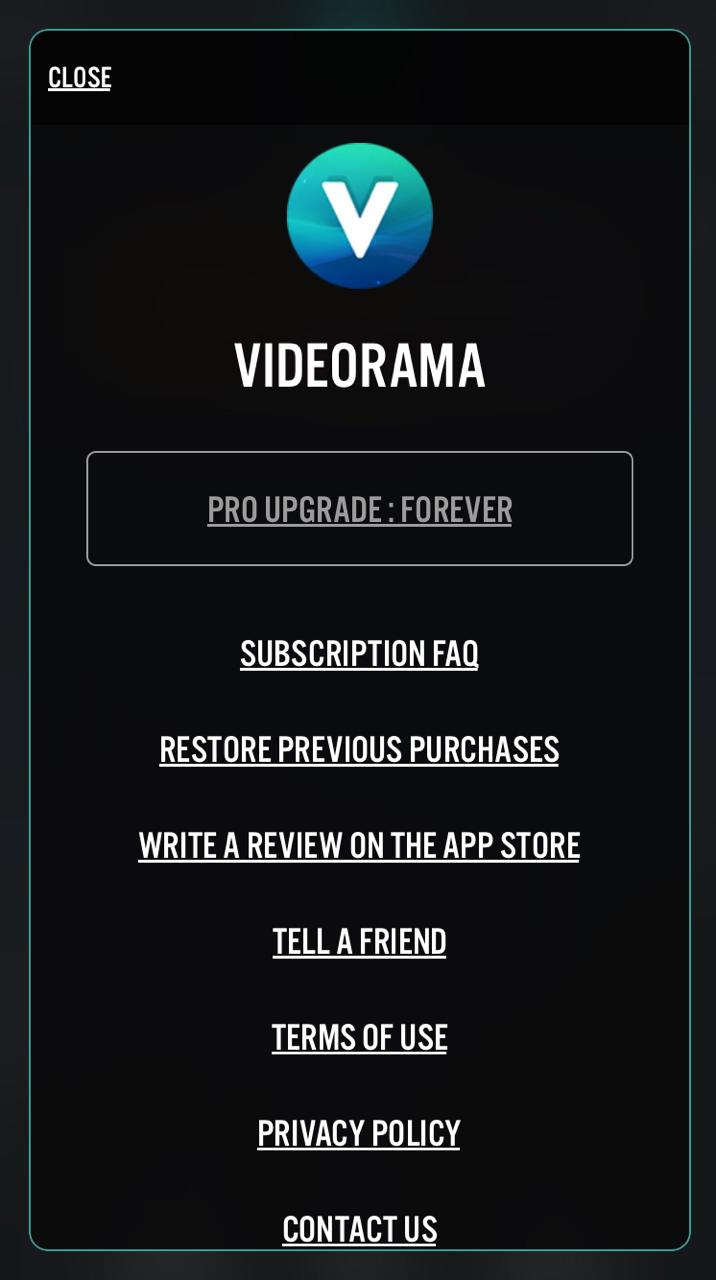 CLOSE
V
VIDEORAMA
PRO UPGRADE : FOREVER
SUBSCRIPTION FAQ
RESTORE PREVIOUS PURCHASES
WRITE A REVIEW ON THE APP STORE
TELL A FRIEND
TERMS OF USE
PRIVACY POLICY
CONTACT US